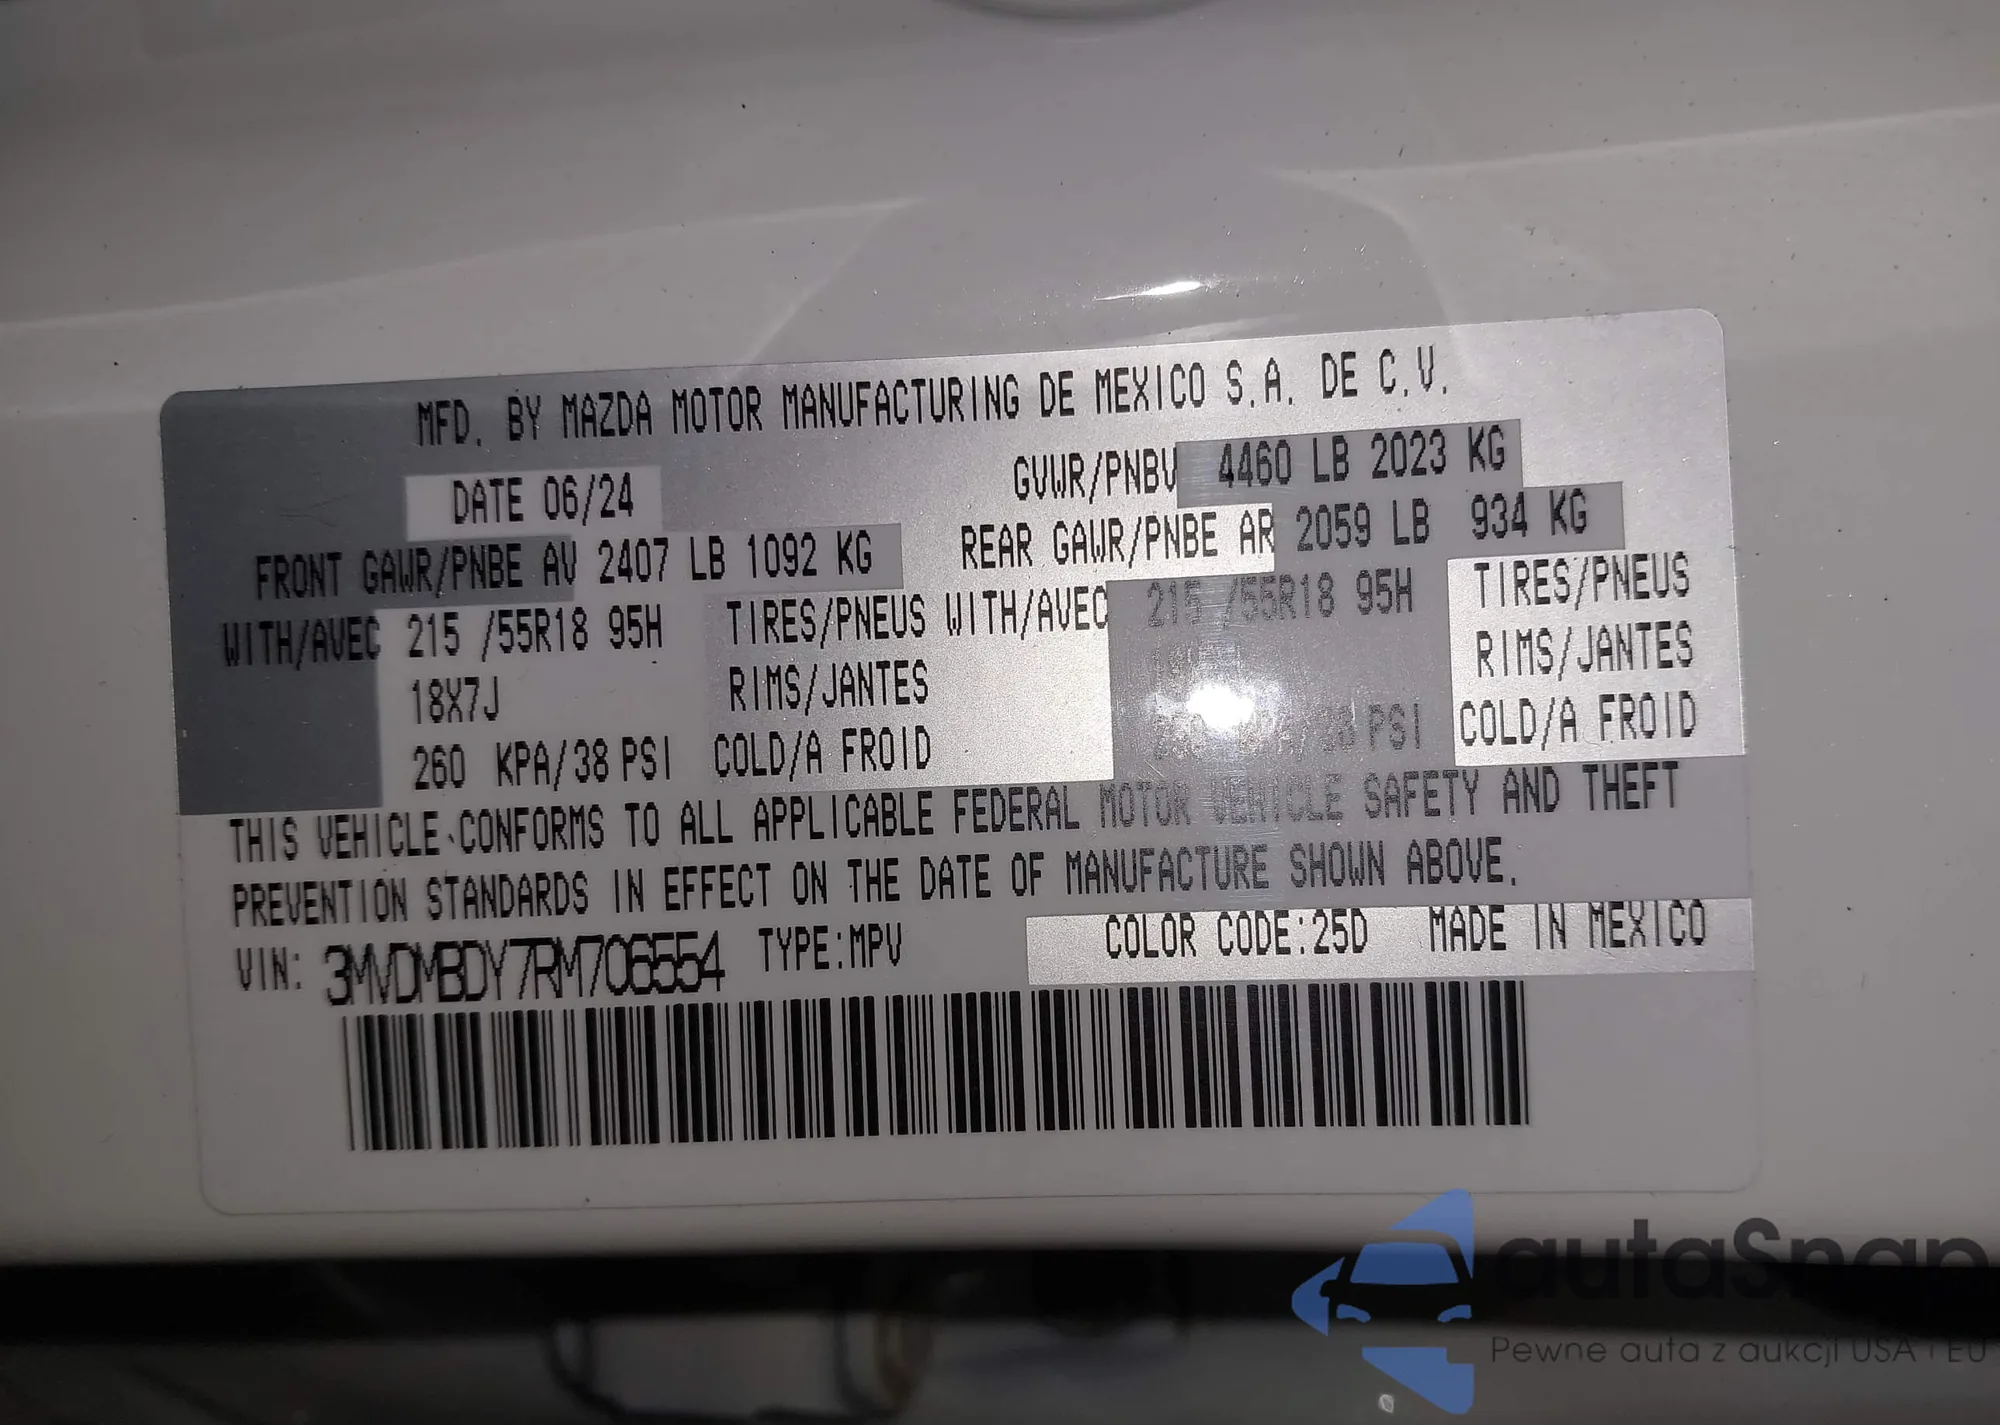 MFD. BY MAZDA MOTOR MANUFACTURING DE MEXICO S.A. DE C.V.
DATE 06/24 GVWR/PNBV 4460 LB 2023 KG
FRONT GAWR/PNBE AV 2407 LB 1092 KG REAR GAWR/PNBE AR 2059 LB 934 KG
WITH/AVEC 215 /55R18 95H TIRES/PNEUS WITH/AVEC 215 /55R18 95H TIRES/PNEUS
18X7J RIMS/JANTES RIMS/JANTES
260 KPA/38 PSI COLD/A FROID KPA/38 PSI COLD/A FROID
THIS VEHICLE CONFORMS TO ALL APPLICABLE FEDERAL MOTOR VEHICLE SAFETY AND THEFT
PREVENTION STANDARDS IN EFFECT ON THE DATE OF MANUFACTURE SHOWN ABOVE.
VIN: 3MVDMBDY7RM706554 TYPE:MPV COLOR CODE:25D MADE IN MEXICO
autaSnap
Pewne auta z aukcji USA i EU